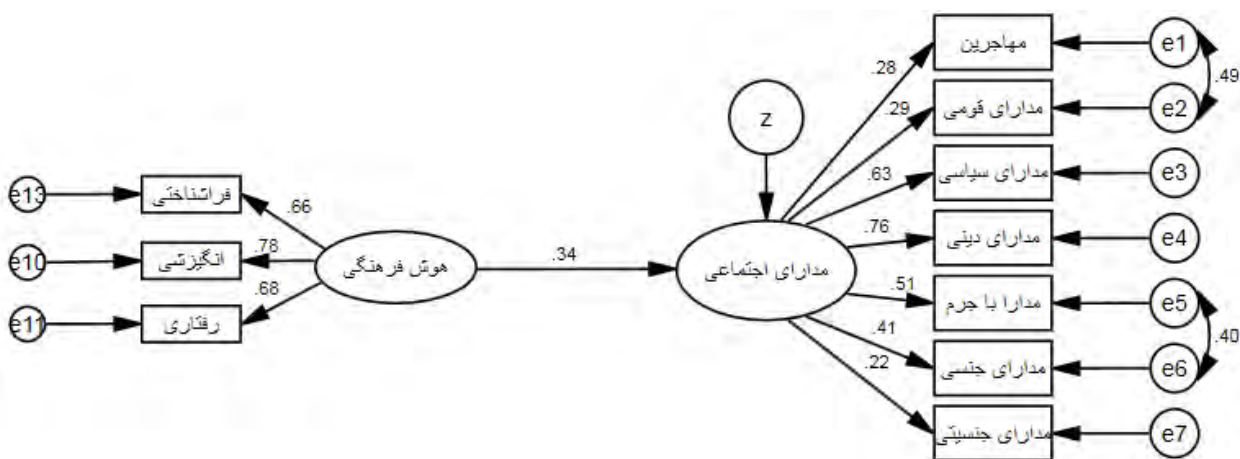 مهاجرین
e1
.28
.49
z
.29
مدارای قومی
e2
.63
مدارای سیاسی
e3
e13
فراشناختی
.66
.76
مدارای دینی
e4
e10
انگیزشی
.78
هوش فرهنگی
.34
مدارای اجتماعی
.51
مدارا با جرم
e5
.68
e11
رفتاری
.41
.40
مدارای جنسی
e6
.22
مدارای جنسیتی
e7